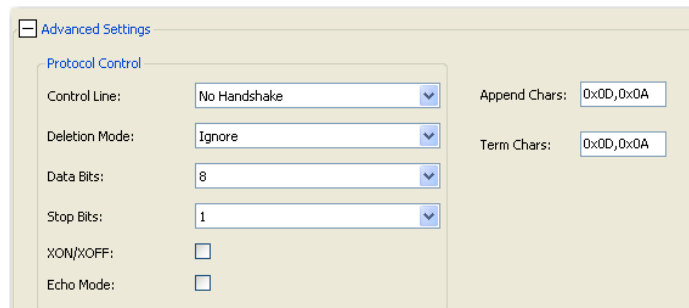 Advanced Settings
Protocol Control
Control Line: No Handshake
Append Chars: 0x0D,0x0A
Deletion Mode: Ignore
Term Chars: 0x0D,0x0A
Data Bits: 8
Stop Bits: 1
XON/XOFF:
Echo Mode: